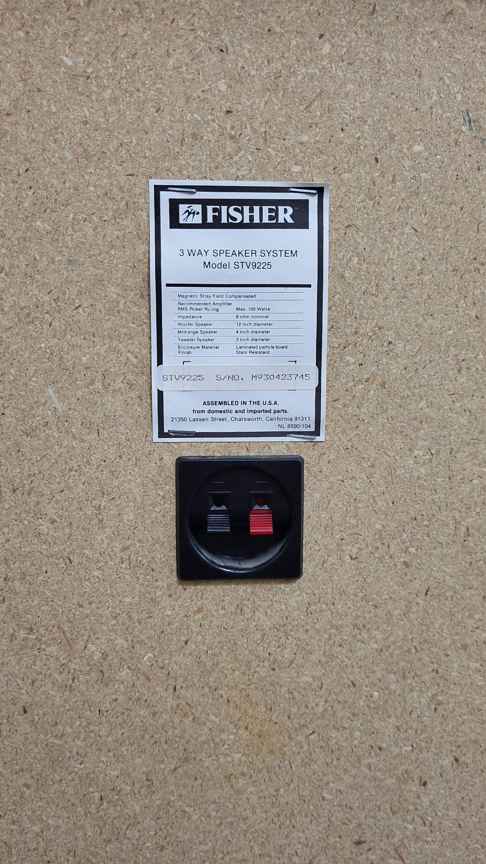 FISHER
3 WAY SPEAKER SYSTEM
Model STV9225
Magnetic Stray Field Compensated
Recommended Amplifier
RMS Power Rating Max. 100 Watts
Impedance 8 ohm nominal
Woofer Speaker 12 inch diameter
Midrange Speaker 4 inch diameter
Tweeter Speaker 3 inch diameter
Enclosure Material Laminated particle board
Finish Stain Resistant
STV9225 S/NO. M930423745
ASSEMBLED IN THE U.S.A.
from domestic and imported parts.
21350 Lassen Street, Chatsworth, California 91311